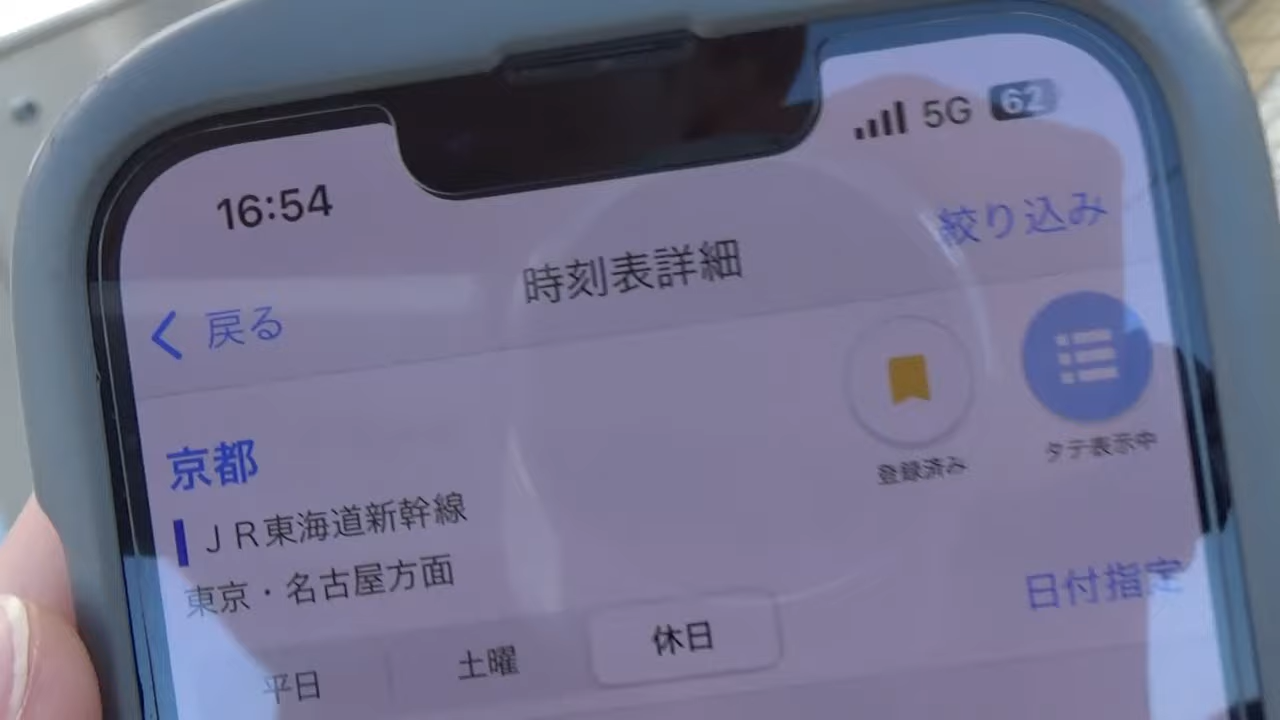 16:54
5G 62
絞り込み
時刻表詳細
戻る
京都
登録済み
タテ表示中
JR東海道新幹線
東京・名古屋方面
日付指定
平日 土曜 休日